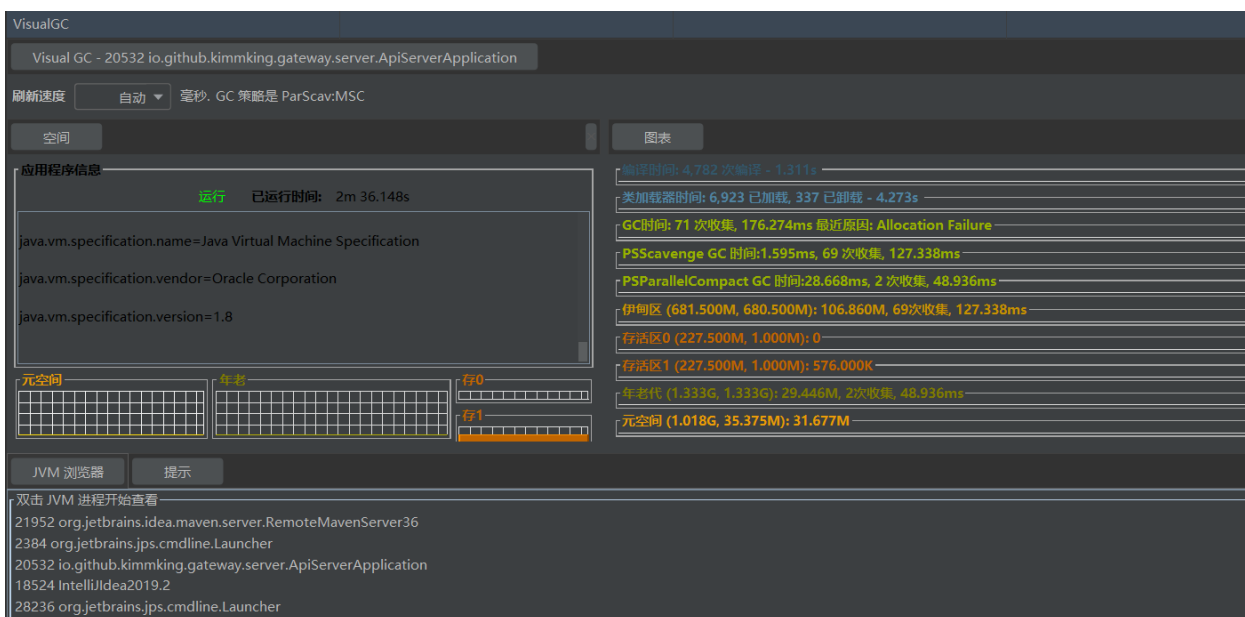 VisualGC
Visual GC - 20532 io.github.kimmking.gateway.server.ApiServerApplication
刷新速度 自动 毫秒. GC 策略是 ParScav:MSC
空间
应用程序信息
运行 已运行时间: 2m 36.148s
java.vm.specification.name=Java Virtual Machine Specification
java.vm.specification.vendor=Oracle Corporation
java.vm.specification.version=1.8
元空间
年老
存0
存1
图表
编译时间: 4,782 次编译 - 1.311s
类加载器时间: 6,923 已加载, 337 已卸载 - 4.273s
GC时间: 71 次收集, 176.274ms 最近原因: Allocation Failure
PSScavenge GC 时间:1.595ms, 69 次收集, 127.338ms
PSParallelCompact GC 时间:28.668ms, 2 次收集, 48.936ms
伊甸区 (681.500M, 680.500M): 106.860M, 69次收集, 127.338ms
存活区0 (227.500M, 1.000M): 0
存活区1 (227.500M, 1.000M): 576.000K
年老代 (1.333G, 1.333G): 29.446M, 2次收集, 48.936ms
元空间 (1.018G, 35.375M): 31.677M
JVM 浏览器
提示
双击 JVM 进程开始查看
21952 org.jetbrains.idea.maven.server.RemoteMavenServer36
2384 org.jetbrains.jps.cmdline.Launcher
20532 io.github.kimmking.gateway.server.ApiServerApplication
18524 IntelliJIdea2019.2
28236 org.jetbrains.jps.cmdline.Launcher